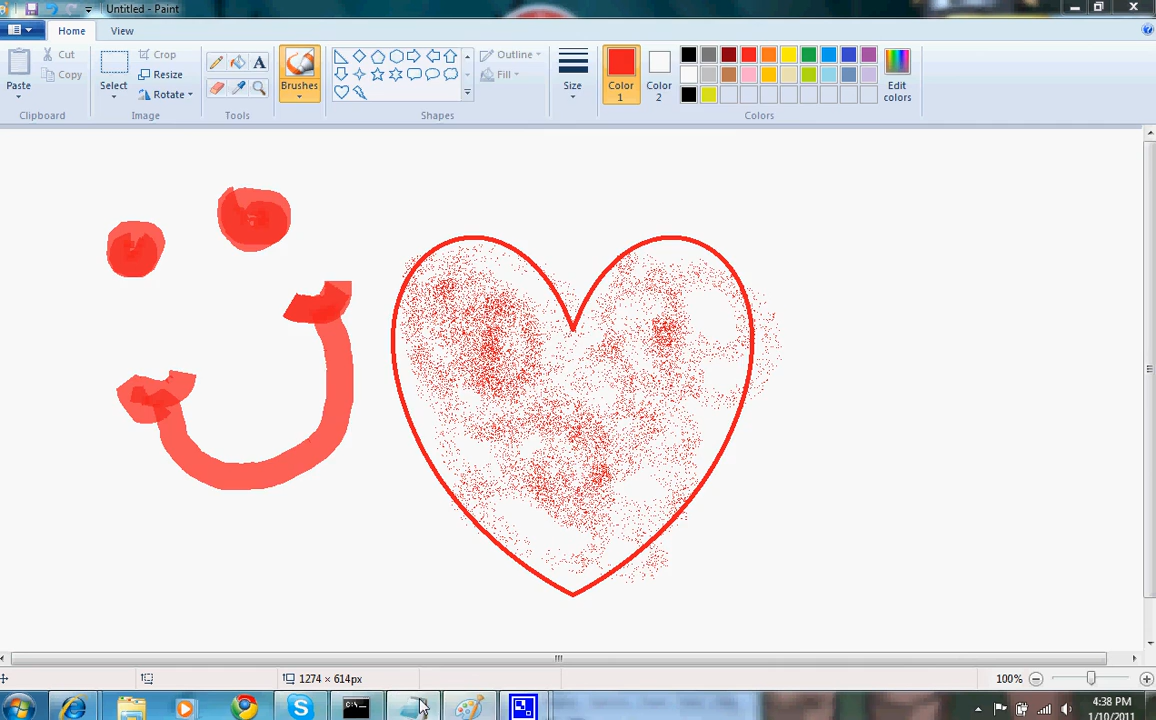 Untitled - Paint
Home View
Paste
Cut
Copy
Clipboard
Select
Crop
Resize
Rotate
Image
A
Tools
Brushes
Outline
Fill
Shapes
Size
Color
1
Color
2
Edit
colors
Colors
1274 × 614px
100%
C:\
4:38 PM
1/10/2011